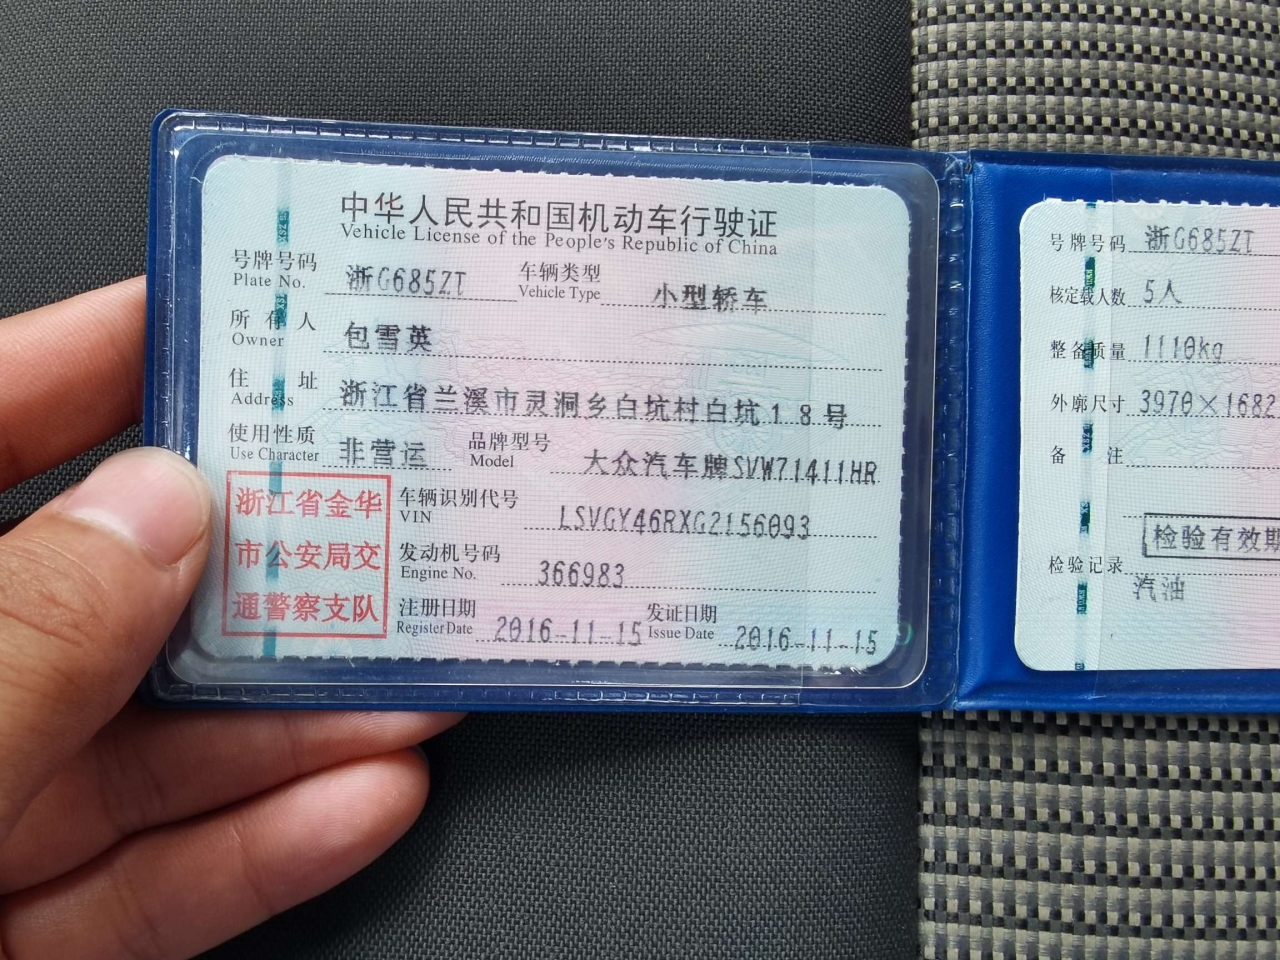 中华人民共和国机动车行驶证
Vehicle License of the People's Republic of China
号牌号码 浙G685ZT 车辆类型 小型轿车
Plate No. Vehicle Type
所有人 包雪英
Owner
住址 浙江省兰溪市灵洞乡白坑村白坑18号
Address
使用性质 非营运 品牌型号 大众汽车牌SVW71411HR
Use Character Model
浙江省金华
市公安局交
通警察支队
车辆识别代号 LSVGY46RXG2156093
VIN
发动机号码 366983
Engine No.
注册日期 2016-11-15 发证日期 2016-11-15
Register Date Issue Date
号牌号码 浙G685ZT
核定载人数 5人
整备质量 1110kg
外廓尺寸 3970×1682
备注
检验有效期
检验记录
汽油